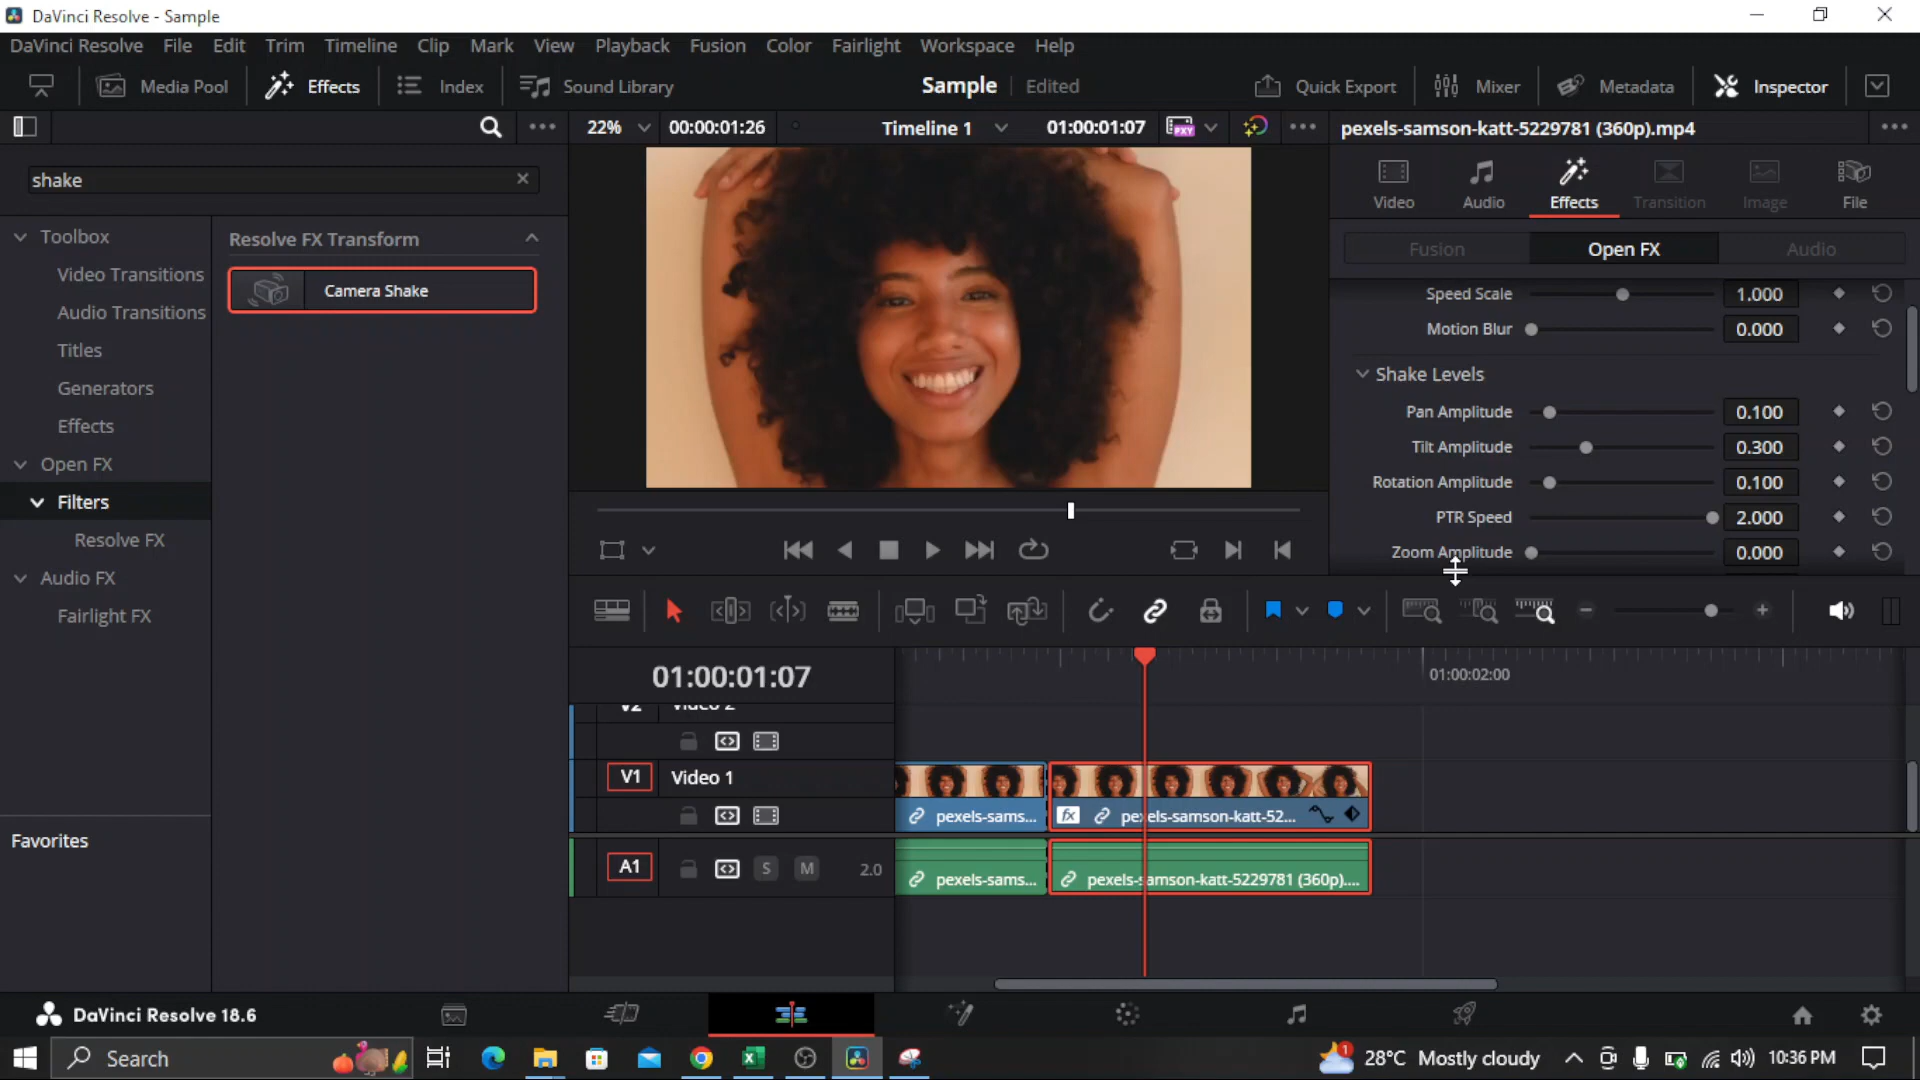 DaVinci Resolve - Sample
DaVinci Resolve File Edit Trim Timeline Clip Mark View Playback Fusion Color Fairlight Workspace Help
Media Pool Effects Index Sound Library Sample Edited Quick Export Mixer Metadata Inspector
22% 00:00:01:26 Timeline 1 01:00:01:07 PXY pexels-samson-katt-5229781 (360p).mp4
shake
Video Audio Effects Transition Image File
Toolbox
Video Transitions
Audio Transitions
Titles
Generators
Effects
Open FX
Filters
Resolve FX
Audio FX
Fairlight FX
Favorites
Resolve FX Transform
Camera Shake
Fusion Open FX Audio
Speed Scale 1.000
Motion Blur 0.000
Shake Levels
Pan Amplitude 0.100
Tilt Amplitude 0.300
Rotation Amplitude 0.100
PTR Speed 2.000
Zoom Amplitude 0.000
01:00:01:07
01:00:02:00
V2 Video 2
V1 Video 1
pexels-sams... fx pexels-samson-katt-52...
A1 S M 2.0
pexels-sams... pexels-samson-katt-5229781 (360p)....
DaVinci Resolve 18.6
Search
1
28°C Mostly cloudy
10:36 PM